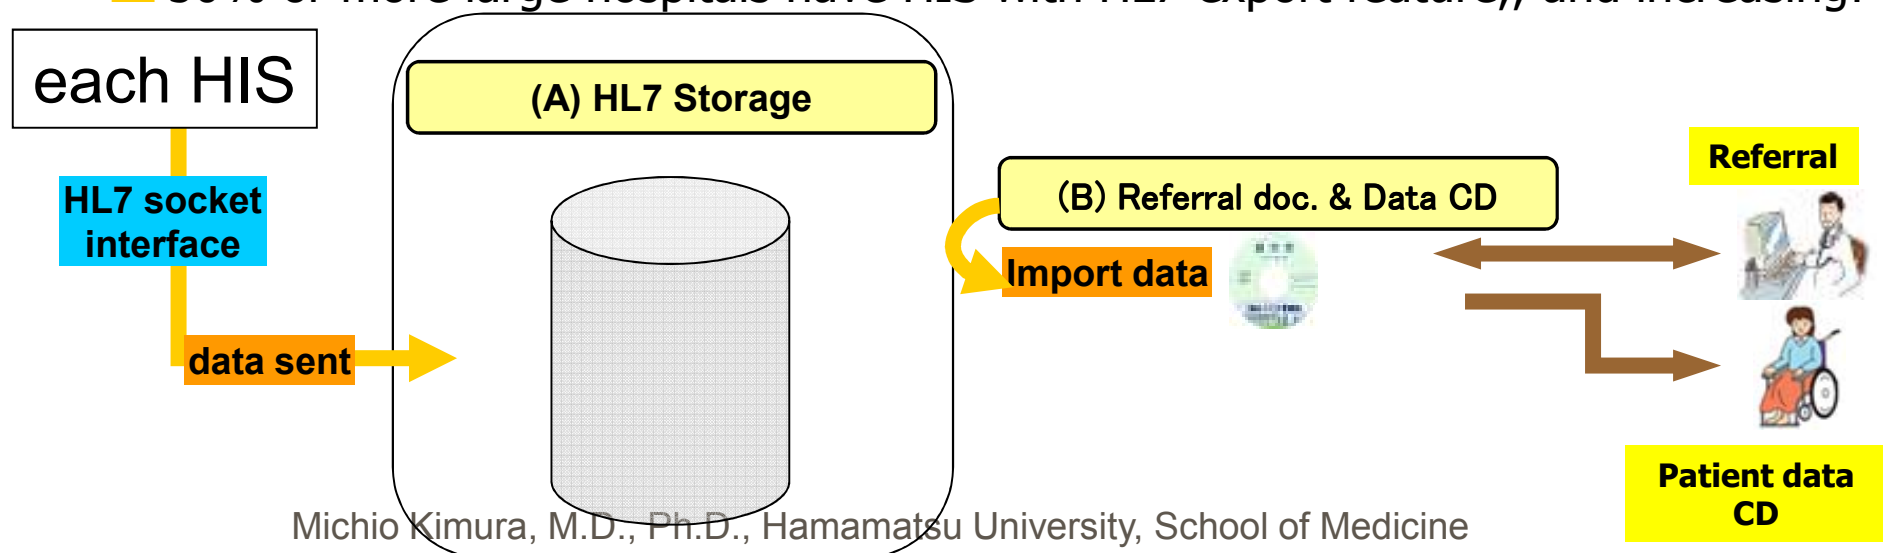 each HIS
(A) HL7 Storage
HL7 socket
interface
data sent
(B) Referral doc. & Data CD
Import data
Referral
Patient data
CD
Michio Kimura, M.D., Ph.D., Hamamatsu University, School of Medicine